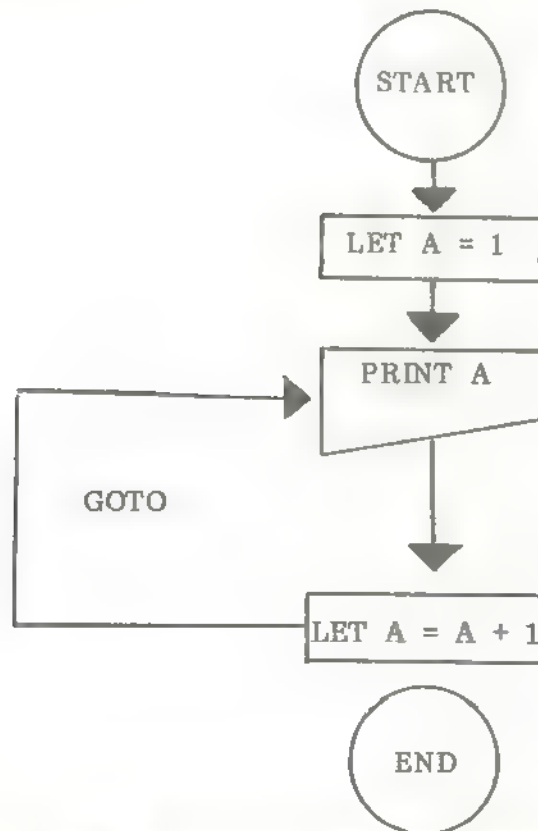 START
LET A = 1
PRINT A
GOTO
LET A = A + 1
END